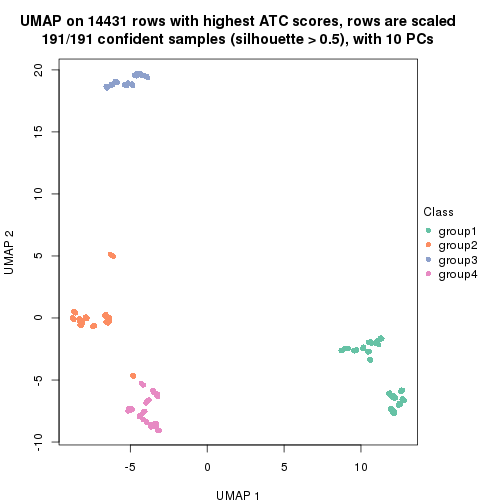 UMAP on 14431 rows with highest ATC scores, rows are scaled
191/191 confident samples (silhouette > 0.5), with 10 PCs
20
15
10
5
0
-5
-10
UMAP 2
-5
0
5
10
UMAP 1
Class
group1
group2
group3
group4